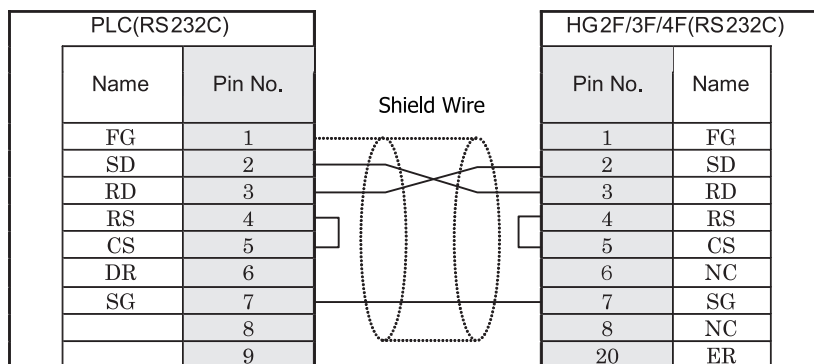 PLC(RS232C) HG2F/3F/4F(RS232C)
Name Pin No. Pin No. Name
Shield Wire
FG 1 1 FG
SD 2 2 SD
RD 3 3 RD
RS 4 4 RS
CS 5 5 CS
DR 6 6 NC
SG 7 7 SG
8 8 NC
9 20 ER